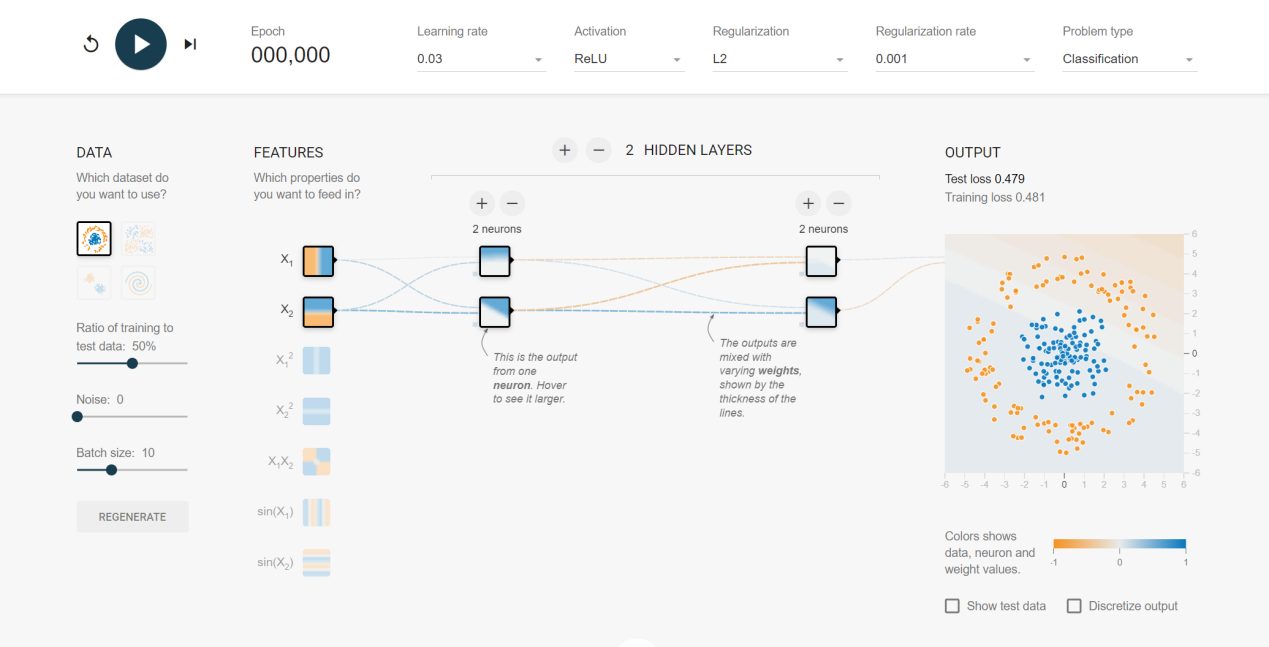 Epoch
000,000
Learning rate
0.03
Activation
ReLU
Regularization
L2
Regularization rate
0.001
Problem type
Classification
DATA
Which dataset do
you want to use?
Ratio of training to
test data: 50%
Noise: 0
Batch size: 10
REGENERATE
FEATURES
Which properties do
you want to feed in?
X1
X2
X1²
X2²
X1X2
sin(X1)
sin(X2)
+ − 2 HIDDEN LAYERS
+ −
2 neurons
+ −
2 neurons
This is the output
from one
neuron. Hover
to see it larger.
The outputs are
mixed with
varying weights,
shown by the
thickness of the
lines.
OUTPUT
Test loss 0.479
Training loss 0.481
6
5
4
3
2
1
0
-1
-2
-3
-4
-5
-6
-6 -5 -4 -3 -2 -1 0 1 2 3 4 5 6
Colors shows
data, neuron and
weight values.
-1 0 1
Show test data
Discretize output